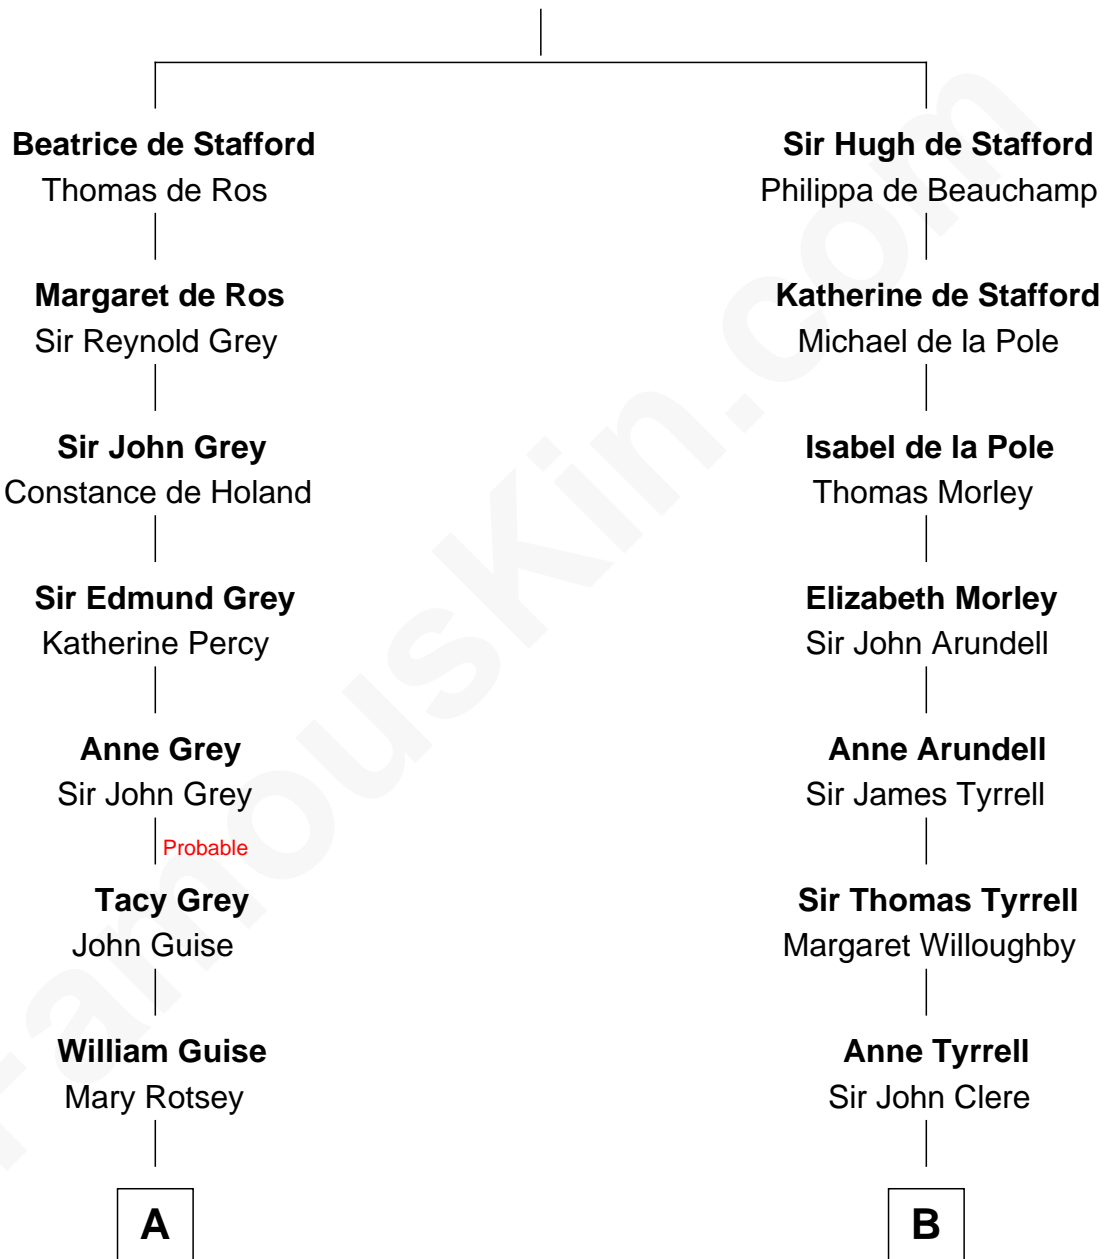 Beatrice de Stafford
Thomas de Ros
Sir Hugh de Stafford
Philippa de Beauchamp
Margaret de Ros
Sir Reynold Grey
Katherine de Stafford
Michael de la Pole
Sir John Grey
Constance de Holand
Isabel de la Pole
Thomas Morley
Sir Edmund Grey
Katherine Percy
Elizabeth Morley
Sir John Arundell
Anne Grey
Sir John Grey
Anne Arundell
Sir James Tyrrell
Probable
Tacy Grey
John Guise
Sir Thomas Tyrrell
Margaret Willoughby
William Guise
Mary Rotsey
Anne Tyrrell
Sir John Clere
A
B
FamousKin.com